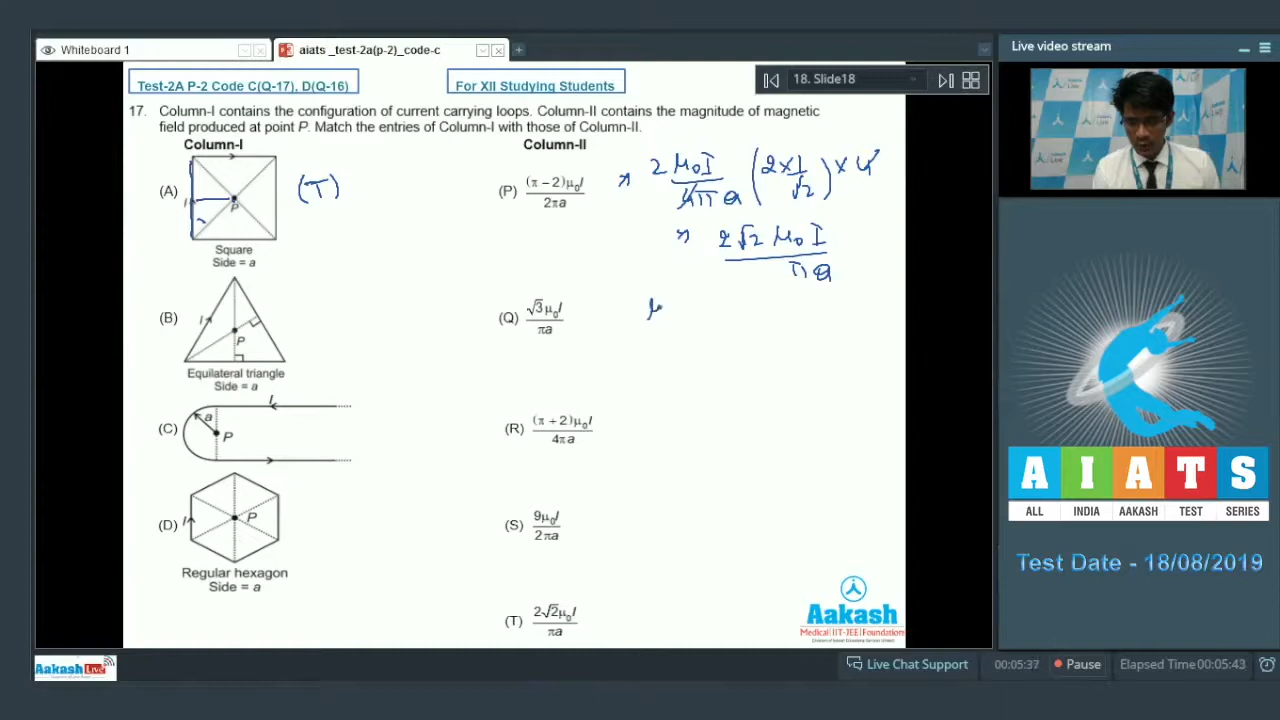 Whiteboard 1
aiats _test-2a(p-2)_code-c
Live video stream
Test-2A P-2 Code C(Q-17), D(Q-16)
For XII Studying Students
18. Slide18
17. Column-I contains the configuration of current carrying loops. Column-II contains the magnitude of magnetic
field produced at point P. Match the entries of Column-I with those of Column-II.
Column-I
Column-II
(A)
I
P
(T)
Square
Side = a
(P) (π – 2)μ₀I / 2πa
2 μ₀I / 4πa (2 × 1/√2) × 4
2√2 μ₀I / πa
(B)
I
P
Equilateral triangle
Side = a
(Q) √3μ₀I / πa
μ
(C)
I
a
P
(R) (π + 2)μ₀I / 4πa
(D)
I
P
Regular hexagon
Side = a
(S) 9μ₀I / 2πa
(T) 2√2μ₀I / πa
Aakash
Medical|IIT-JEE|Foundations
AIATS
ALL INDIA AAKASH TEST SERIES
Test Date - 18/08/2019
Aakash Live
Live Chat Support
00:05:37
Pause
Elapsed Time 00:05:43